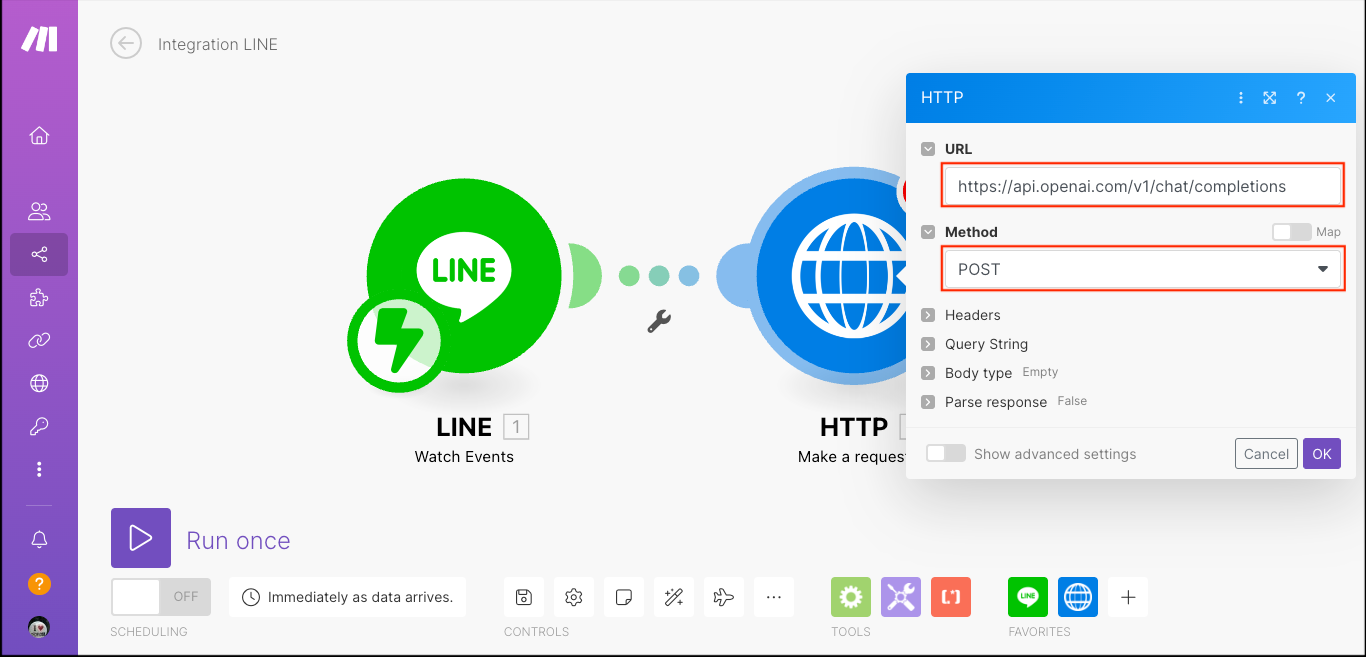 Integration LINE
HTTP
?
URL
https://api.openai.com/v1/chat/completions
Method
Map
POST
Headers
Query String
Body type Empty
Parse response False
Show advanced settings
Cancel
OK
LINE
LINE 1
Watch Events
HTTP
Make a reques
Run once
OFF
Immediately as data arrives.
SCHEDULING
CONTROLS
TOOLS
LINE
FAVORITES
?